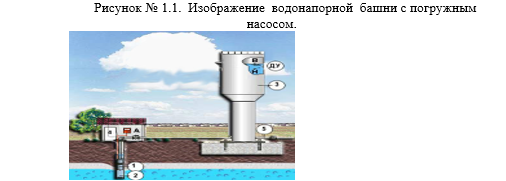 Рисунок № 1.1. Изображение водонапорной башни с погружным
насосом.
В
Н
ДУ
3
А
5
1
2